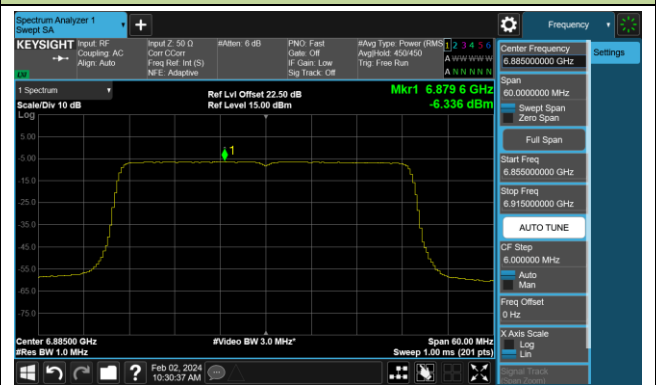 Spectrum Analyzer 1
Swept SA
Frequency
KEYSIGHT
Input: RF
Coupling: AC
Align: Auto
Input Z: 50 Ω
Corr CCorr
Freq Ref: Int (S)
NFE: Adaptive
#Atten: 6 dB
PNO: Fast
Gate: Off
IF Gain: Low
Sig Track: Off
#Avg Type: Power (RMS
Avg|Hold: 450/450
Trig: Free Run
1 2 3 4 5 6
A W W W W W
A N N N N N
1 Spectrum
Scale/Div 10 dB
Log
Ref Lvl Offset 22.50 dB
Ref Level 15.00 dBm
Mkr1 6.879 6 GHz
-6.336 dBm
1
5.00
-5.00
-15.0
-25.0
-35.0
-45.0
-55.0
-65.0
-75.0
Center 6.88500 GHz
#Res BW 1.0 MHz
#Video BW 3.0 MHz*
Span 60.00 MHz
Sweep 1.00 ms (201 pts)
Feb 02, 2024
10:30:37 AM
Center Frequency
6.885000000 GHz
Settings
Span
60.0000000 MHz
Swept Span
Zero Span
Full Span
Start Freq
6.855000000 GHz
Stop Freq
6.915000000 GHz
AUTO TUNE
CF Step
6.000000 MHz
Auto
Man
Freq Offset
0 Hz
X Axis Scale
Log
Lin
Signal Track
(Span Zoom)